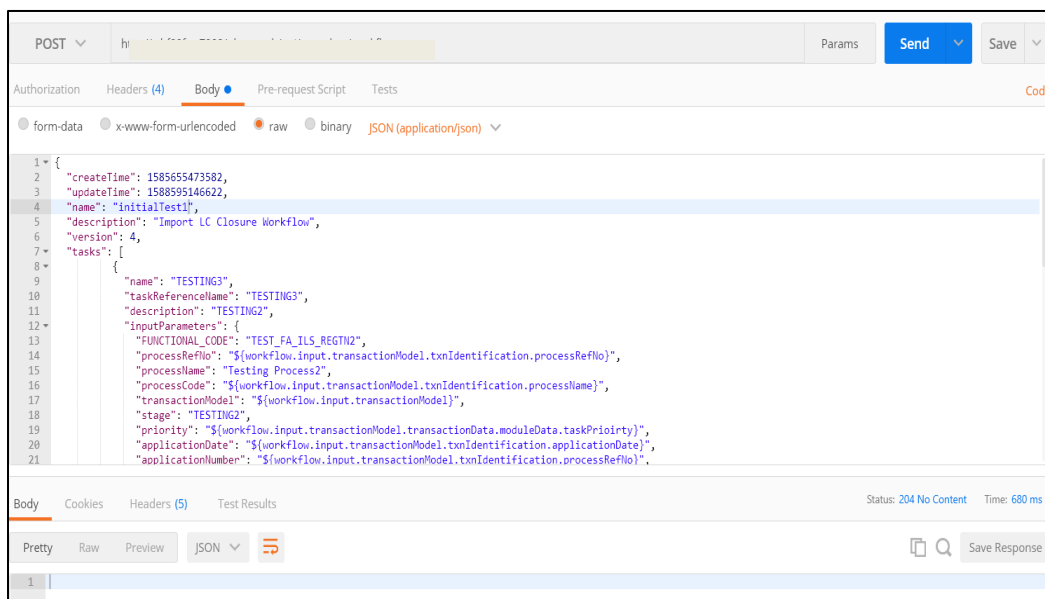 POST Params Send Save
Authorization Headers (4) Body Pre-request Script Tests Cod
form-data x-www-form-urlencoded raw binary JSON (application/json)
1 {
2 "createTime": 1585655473582,
3 "updateTime": 1588595146622,
4 "name": "initialTest1",
5 "description": "Import LC Closure Workflow",
6 "version": 4,
7 "tasks": [
8 {
9 "name": "TESTING3",
10 "taskReferenceName": "TESTING3",
11 "description": "TESTING2",
12 "inputParameters": {
13 "FUNCTIONAL_CODE": "TEST_FA_ILS_REGTN2",
14 "processRefNo": "${workflow.input.transactionModel.txnIdentification.processRefNo}",
15 "processName": "Testing Process2",
16 "processCode": "${workflow.input.transactionModel.txnIdentification.processName}",
17 "transactionModel": "${workflow.input.transactionModel}",
18 "stage": "TESTING2",
19 "priority": "${workflow.input.transactionModel.transactionData.moduleData.taskPrioirty}",
20 "applicationDate": "${workflow.input.transactionModel.txnIdentification.applicationDate}",
21 "applicationNumber": "${workflow.input.transactionModel.txnIdentification.processRefNo}",
Body Cookies Headers (5) Test Results Status: 204 No Content Time: 680 ms
Pretty Raw Preview JSON Save Response
1